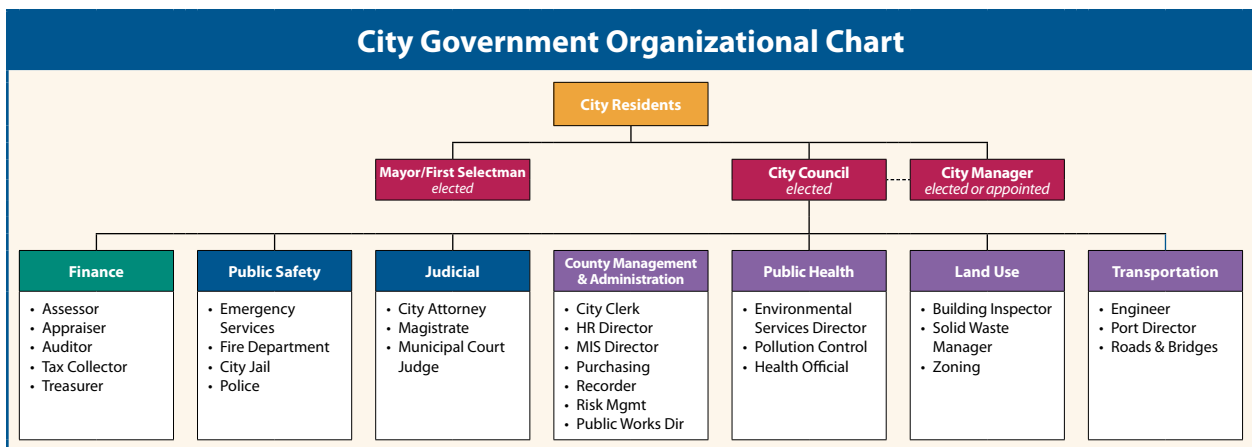 City Government Organizational Chart
City Residents
Mayor/First Selectman
elected
City Council
elected
City Manager
elected or appointed
Finance
• Assessor
• Appraiser
• Auditor
• Tax Collector
• Treasurer
Public Safety
• Emergency
Services
• Fire Department
• City Jail
• Police
Judicial
• City Attorney
• Magistrate
• Municipal Court
Judge
County Management
& Administration
• City Clerk
• HR Director
• MIS Director
• Purchasing
• Recorder
• Risk Mgmt
• Public Works Dir
Public Health
• Environmental
Services Director
• Pollution Control
• Health Official
Land Use
• Building Inspector
• Solid Waste
Manager
• Zoning
Transportation
• Engineer
• Port Director
• Roads & Bridges